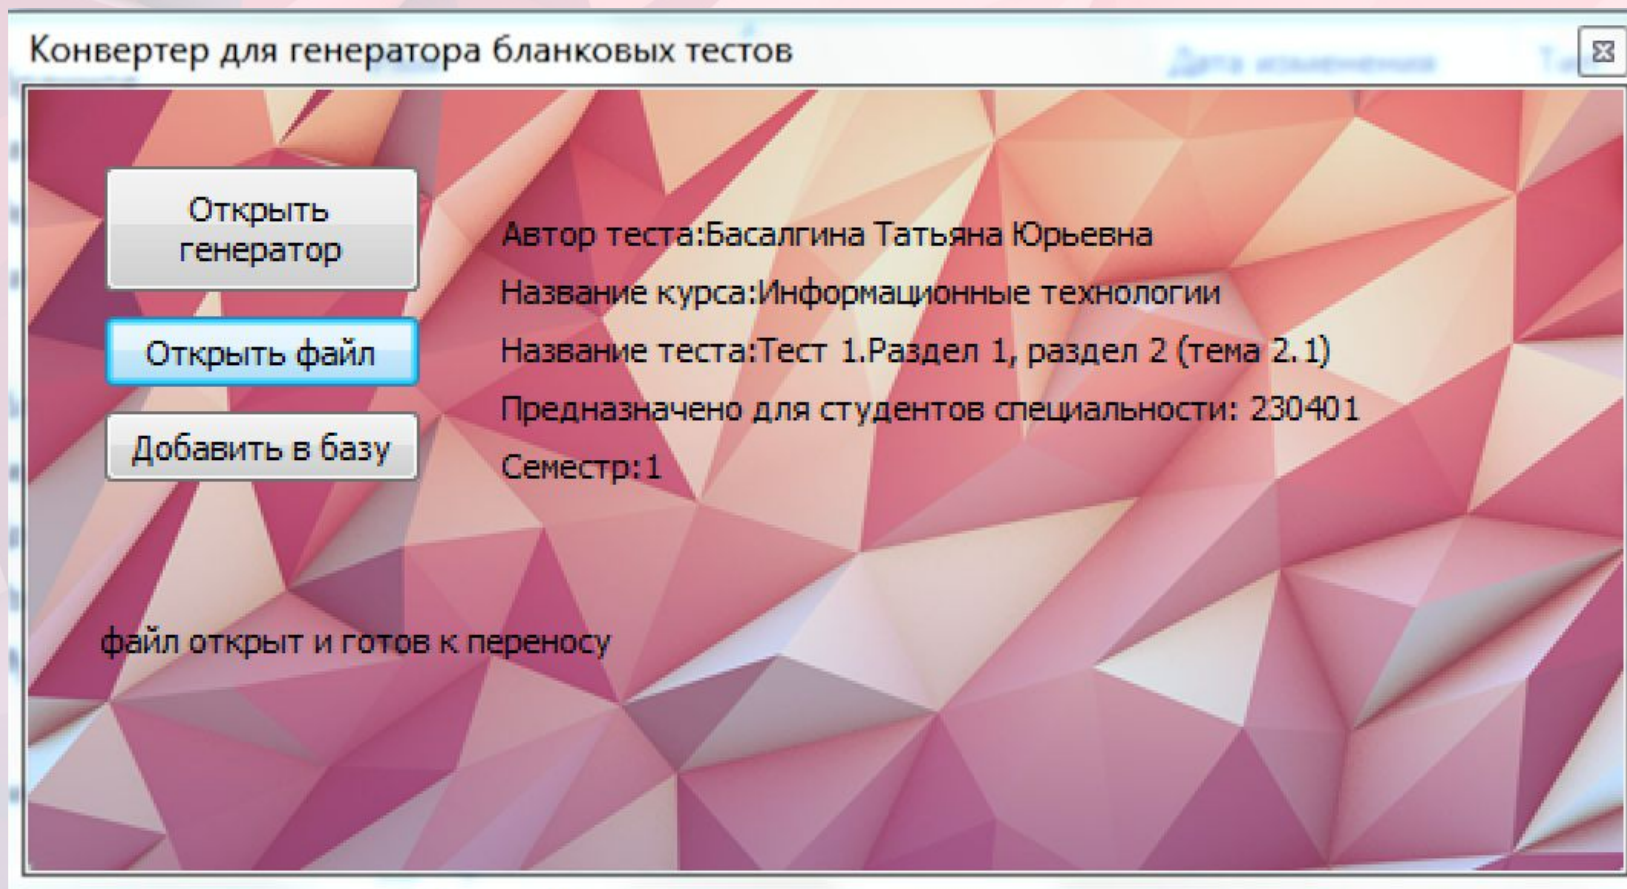 Конвертер для генератора бланковых тестов
Дата изменения
Открыть
генератор
Открыть файл
Добавить в базу
Автор теста:Басалгина Татьяна Юрьевна
Название курса:Информационные технологии
Название теста:Тест 1.Раздел 1, раздел 2 (тема 2.1)
Предназначено для студентов специальности: 230401
Семестр:1
файл открыт и готов к переносу